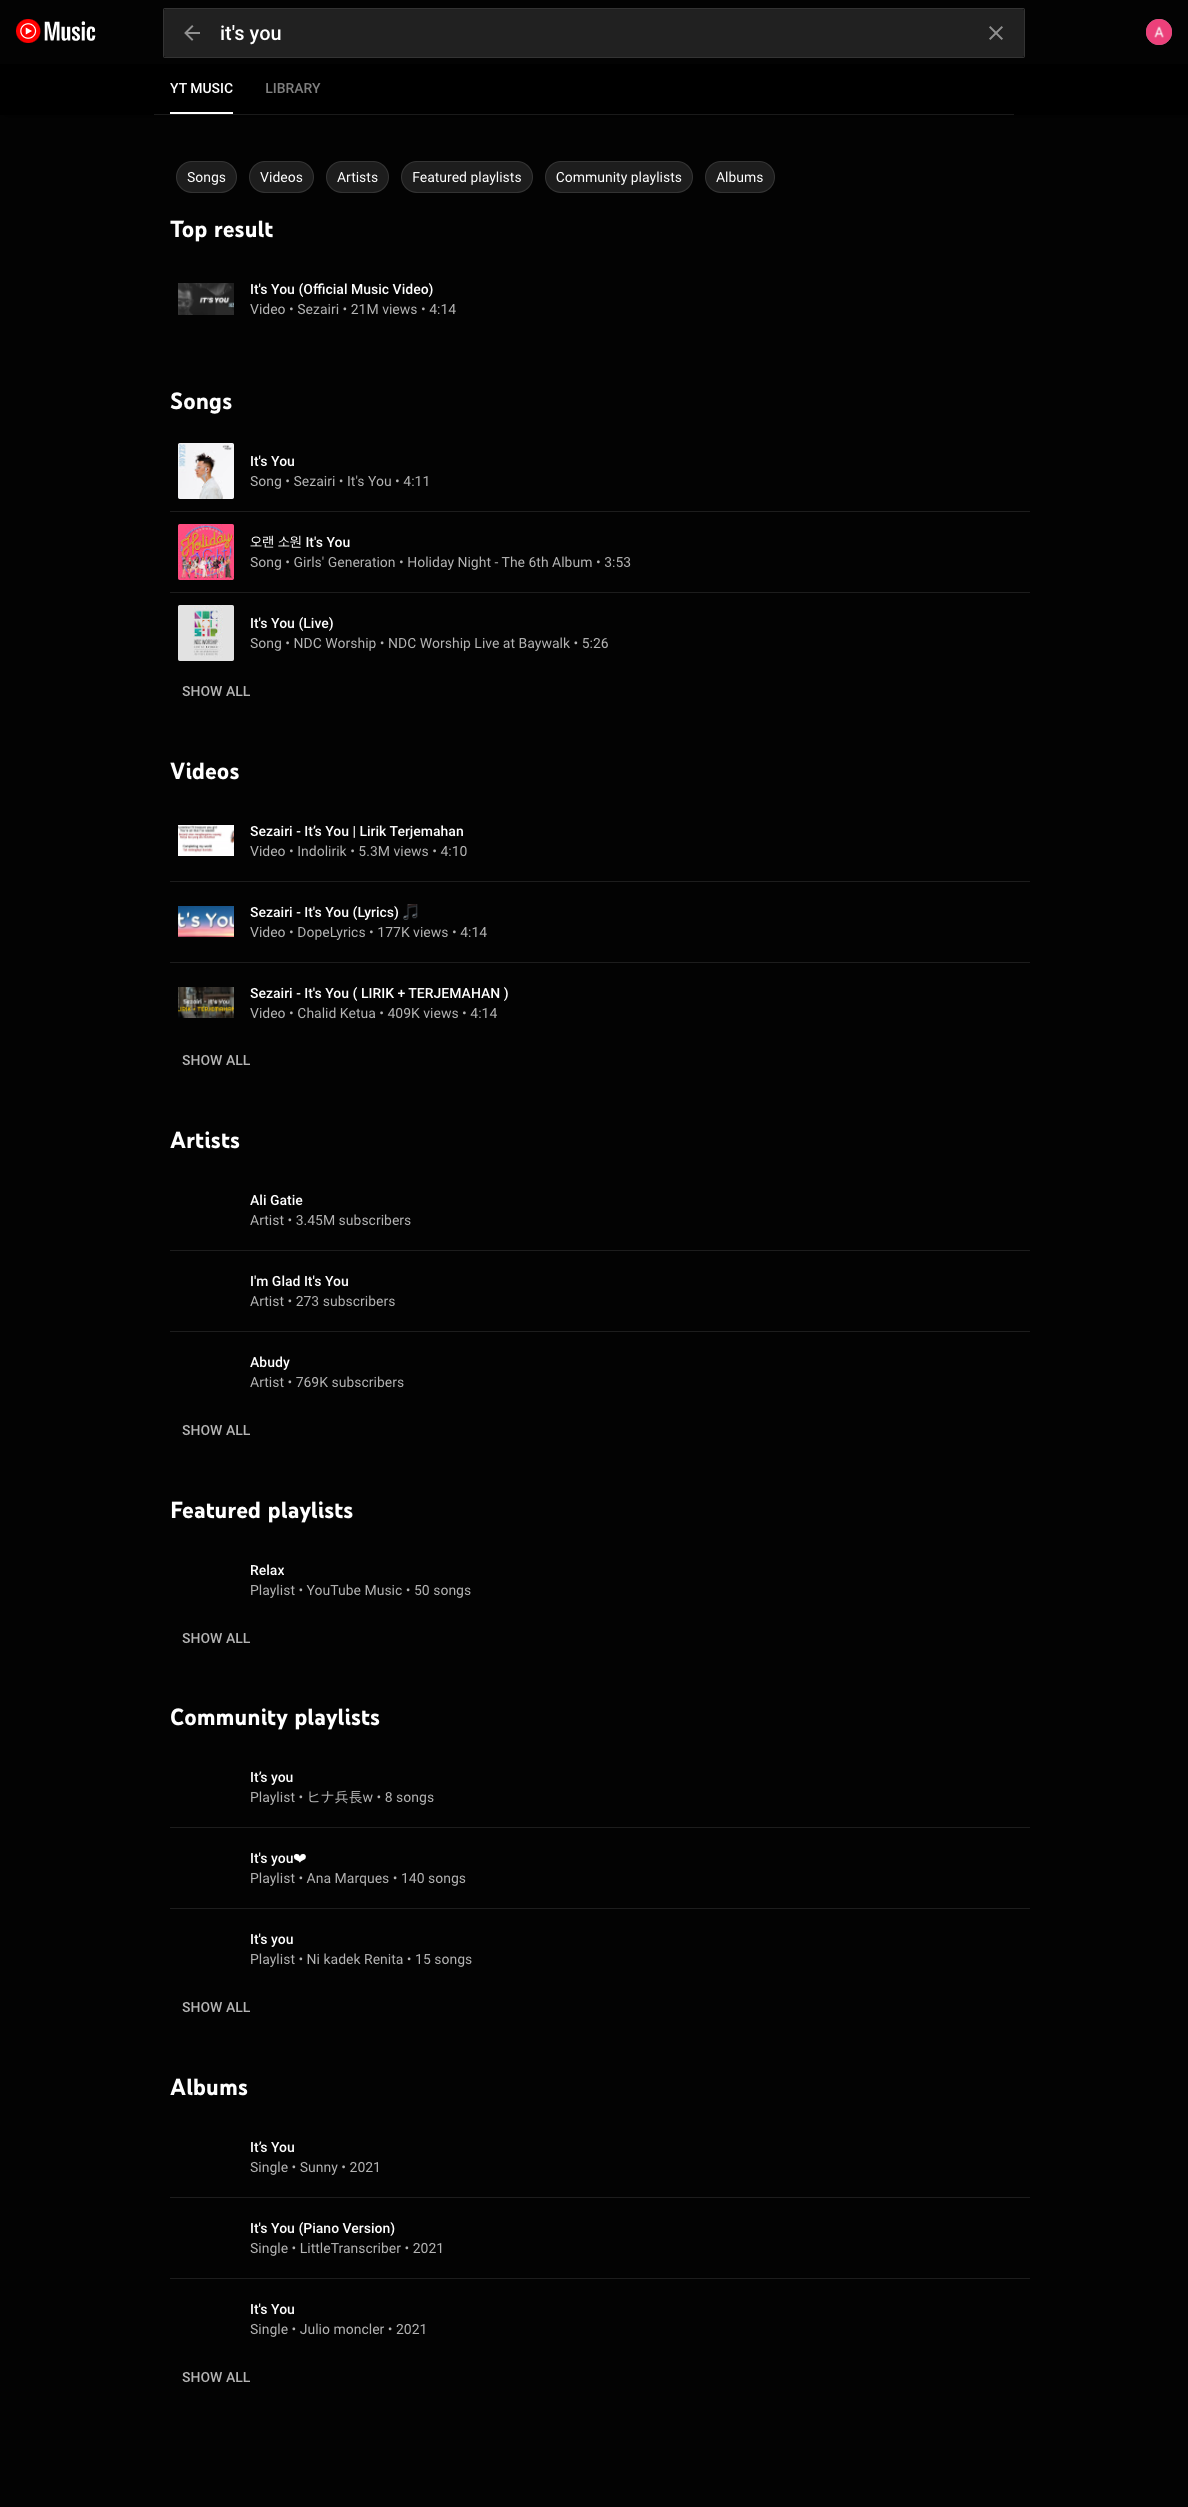 Music
it's you
A
YT MUSIC
LIBRARY
Songs
Videos
Artists
Featured playlists
Community playlists
Albums
Top result
IT'S YOU
It's You (Official Music Video)
Video • Sezairi • 21M views • 4:14
Songs
It's You
Song • Sezairi • It's You • 4:11
Holiday
오랜 소원 It's You
Song • Girls' Generation • Holiday Night - The 6th Album • 3:53
NDC WORSHIP
It's You (Live)
Song • NDC Worship • NDC Worship Live at Baywalk • 5:26
SHOW ALL
Videos
Sezairi - It’s You | Lirik Terjemahan
Video • Indolirik • 5.3M views • 4:10
t's You
Sezairi - It's You (Lyrics) 🎵
Video • DopeLyrics • 177K views • 4:14
Sezairi - It's You
Sezairi - It's You ( LIRIK + TERJEMAHAN )
Video • Chalid Ketua • 409K views • 4:14
SHOW ALL
Artists
Ali Gatie
Artist • 3.45M subscribers
I'm Glad It's You
Artist • 273 subscribers
Abudy
Artist • 769K subscribers
SHOW ALL
Featured playlists
Relax
Playlist • YouTube Music • 50 songs
SHOW ALL
Community playlists
It’s you
Playlist • ヒナ兵長w • 8 songs
It's you❤
Playlist • Ana Marques • 140 songs
It's you
Playlist • Ni kadek Renita • 15 songs
SHOW ALL
Albums
It’s You
Single • Sunny • 2021
It's You (Piano Version)
Single • LittleTranscriber • 2021
It's You
Single • Julio moncler • 2021
SHOW ALL